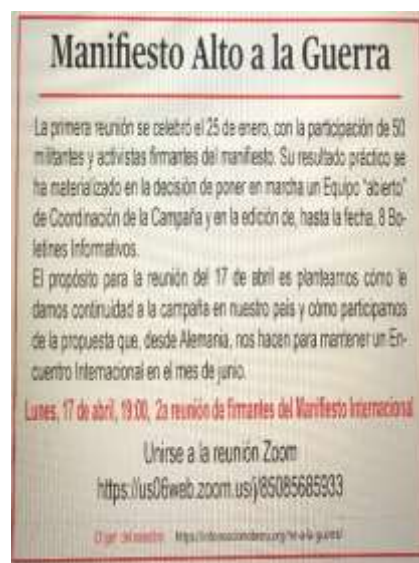 Manifiesto Alto a la Guerra
La primera reunión se celebró el 25 de enero, con la participación de 50
militantes y activistas firmantes del manifiesto. Su resultado práctico se
ha materializado en la decisión de poner en marcha un Equipo "abierto"
de Coordinación de la Campaña y en la edición de, hasta la fecha, 8 Bo-
letines Informativos.
El propósito para la reunión del 17 de abril es plantearnos cómo le
damos continuidad a la campaña en nuestro país y cómo participamos
de la propuesta que, desde Alemania, nos hacen para mantener un En-
cuentro Internacional en el mes de junio.
Lunes, 17 de abril, 19:00, 2a reunión de firmantes del Manifiesto Internacional
Unirse a la reunión Zoom
https://us06web.zoom.us/j/85085685933